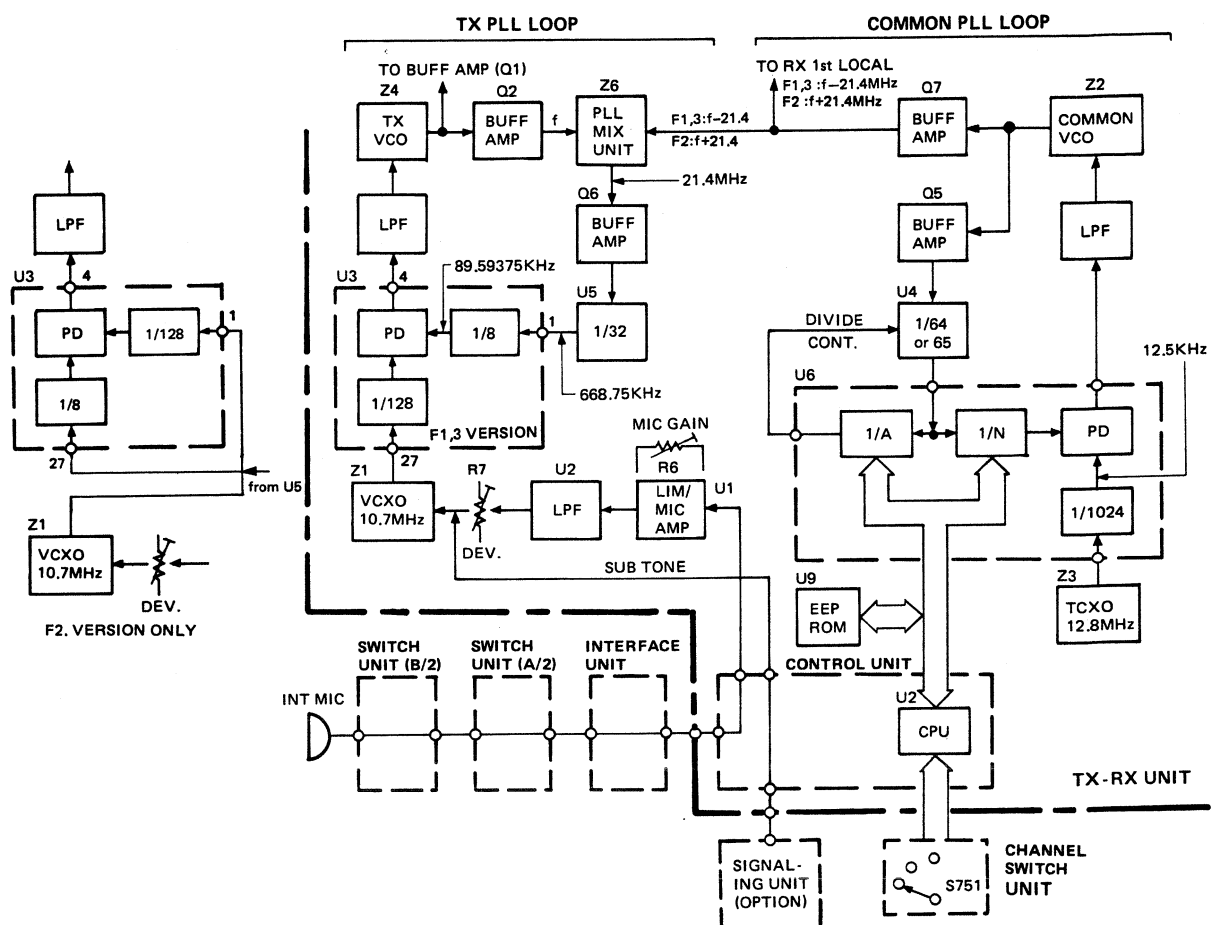 TX PLL LOOP
COMMON PLL LOOP
TO BUFF AMP (Q1)
Z4
TX
VCO
Q2
BUFF
AMP
f
Z6
PLL
MIX
UNIT
F1,3:f-21.4
F2:f+21.4
TO RX 1st LOCAL
F1,3 :f-21.4MHz
F2 :f+21.4MHz
Q7
BUFF
AMP
Z2
COMMON
VCO
21.4MHz
LPF
LPF
Q6
BUFF
AMP
Q5
BUFF
AMP
LPF
U3
4
PD
1/128
1
1/8
27
from U5
Z1
VCXO
10.7MHz
DEV.
F2. VERSION ONLY
U3
4
89.59375KHz
PD
1/8
1
1/128
F1,3 VERSION
27
U5
1/32
668.75KHz
U4
1/64
or 65
DIVIDE
CONT.
12.5KHz
U6
1/A
1/N
PD
1/1024
Z3
TCXO
12.8MHz
Z1
VCXO
10.7MHz
R7
DEV.
U2
LPF
MIC GAIN
R6
LIM/
MIC
AMP
U1
SUB TONE
U9
EEP
ROM
CONTROL UNIT
U2
CPU
TX-RX UNIT
INT MIC
SWITCH
UNIT (B/2)
SWITCH
UNIT (A/2)
INTERFACE
UNIT
SIGNAL-
ING UNIT
(OPTION)
S751
CHANNEL
SWITCH
UNIT